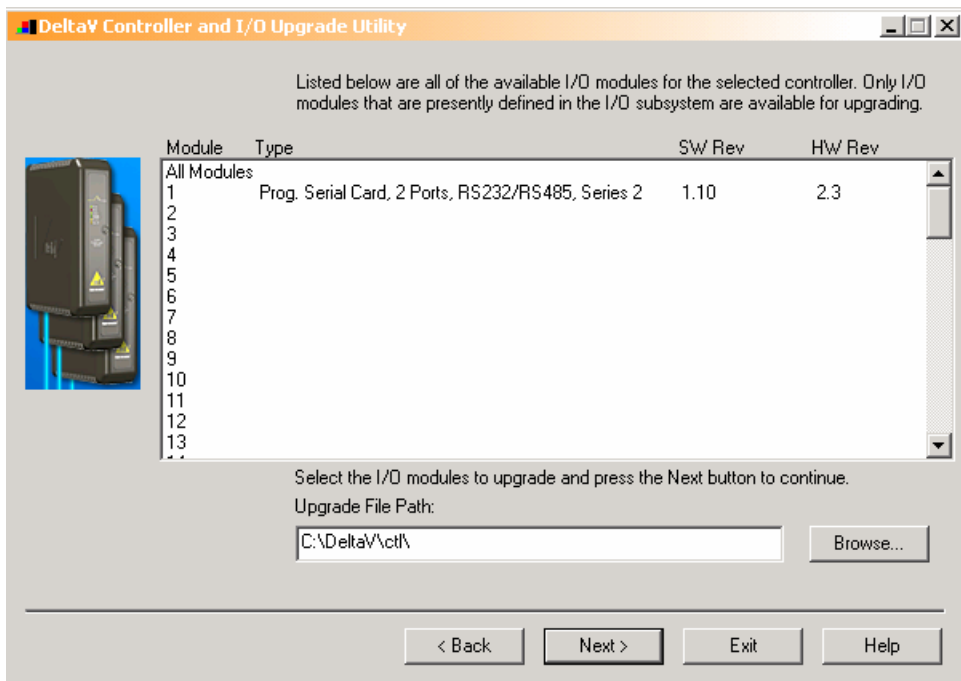 DeltaV Controller and I/O Upgrade Utility
Listed below are all of the available I/O modules for the selected controller. Only I/O
modules that are presently defined in the I/O subsystem are available for upgrading.
Module Type SW Rev HW Rev
All Modules
1 Prog. Serial Card, 2 Ports, RS232/RS485, Series 2 1.10 2.3
2
3
4
5
6
7
8
9
10
11
12
13
Select the I/O modules to upgrade and press the Next button to continue.
Upgrade File Path:
C:\DeltaV\ctl\ Browse...
< Back Next > Exit Help